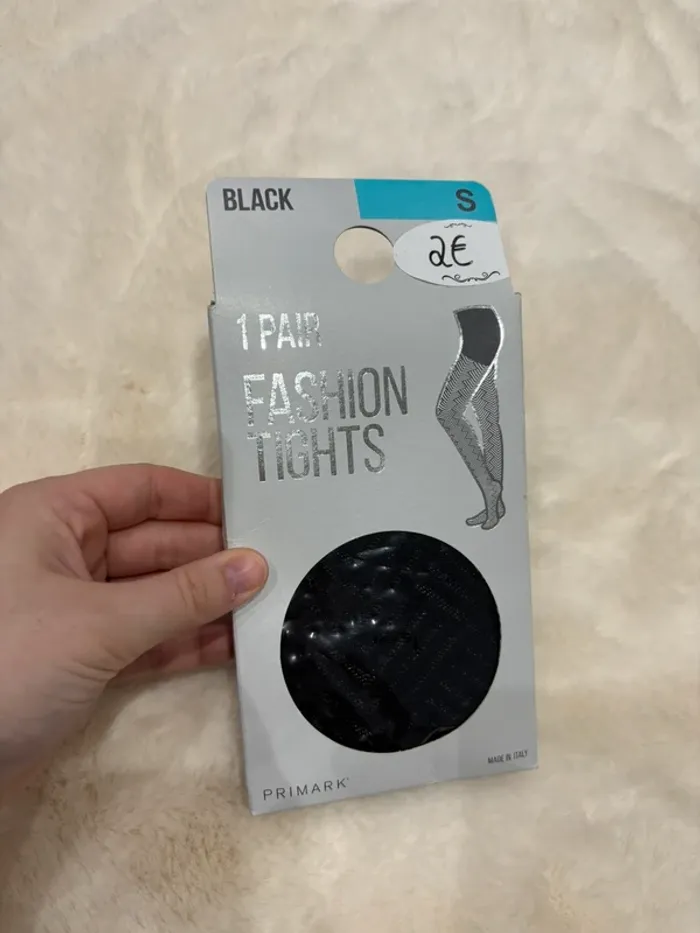 BLACK
S
2€
1 PAIR
FASHION
TIGHTS
MADE IN ITALY
PRIMARK®